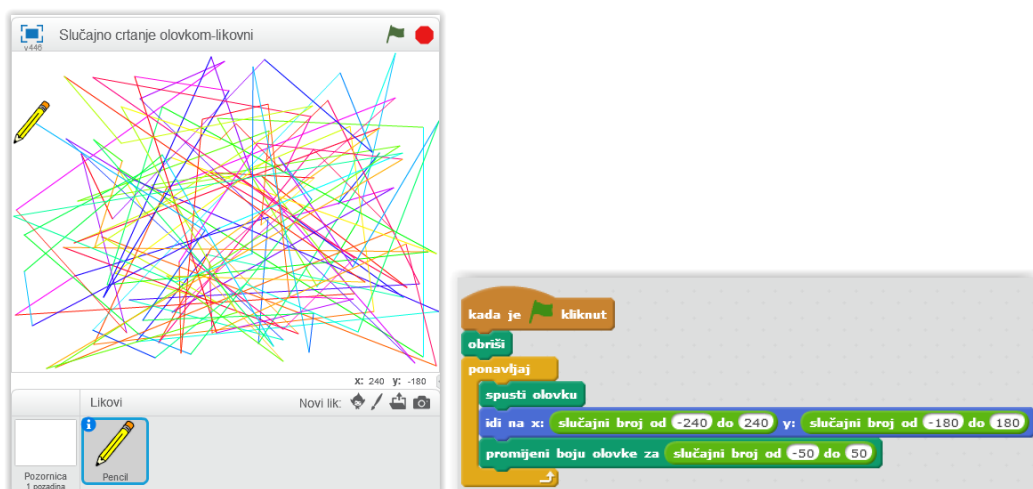 Slučajno crtanje olovkom-likovni
v446
x: 240 y: -180
Likovi
Novi lik:
Pozornica
1 pozadina
Pencil
kada je kliknut
obriši
ponavljaj
spusti olovku
idi na x: slučajni broj od -240 do 240 y: slučajni broj od -180 do 180
promijeni boju olovke za slučajni broj od -50 do 50